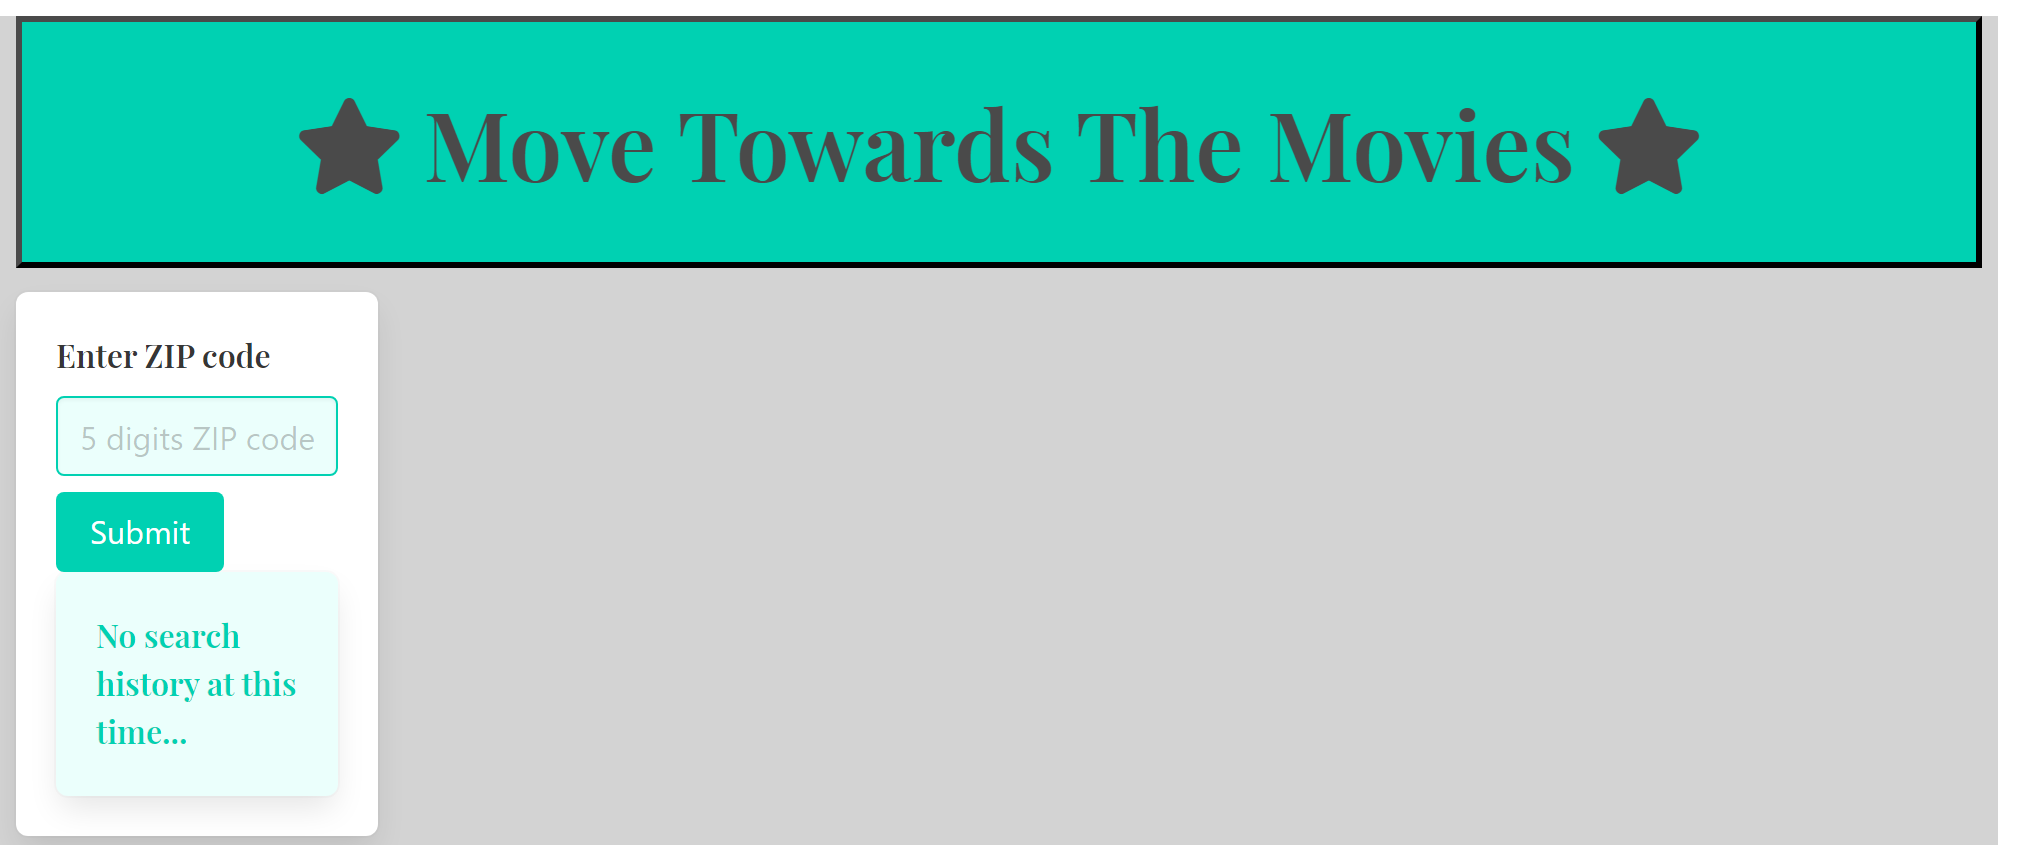 Move Towards The Movies
Enter ZIP code
5 digits ZIP code
Submit
No search
history at this
time...